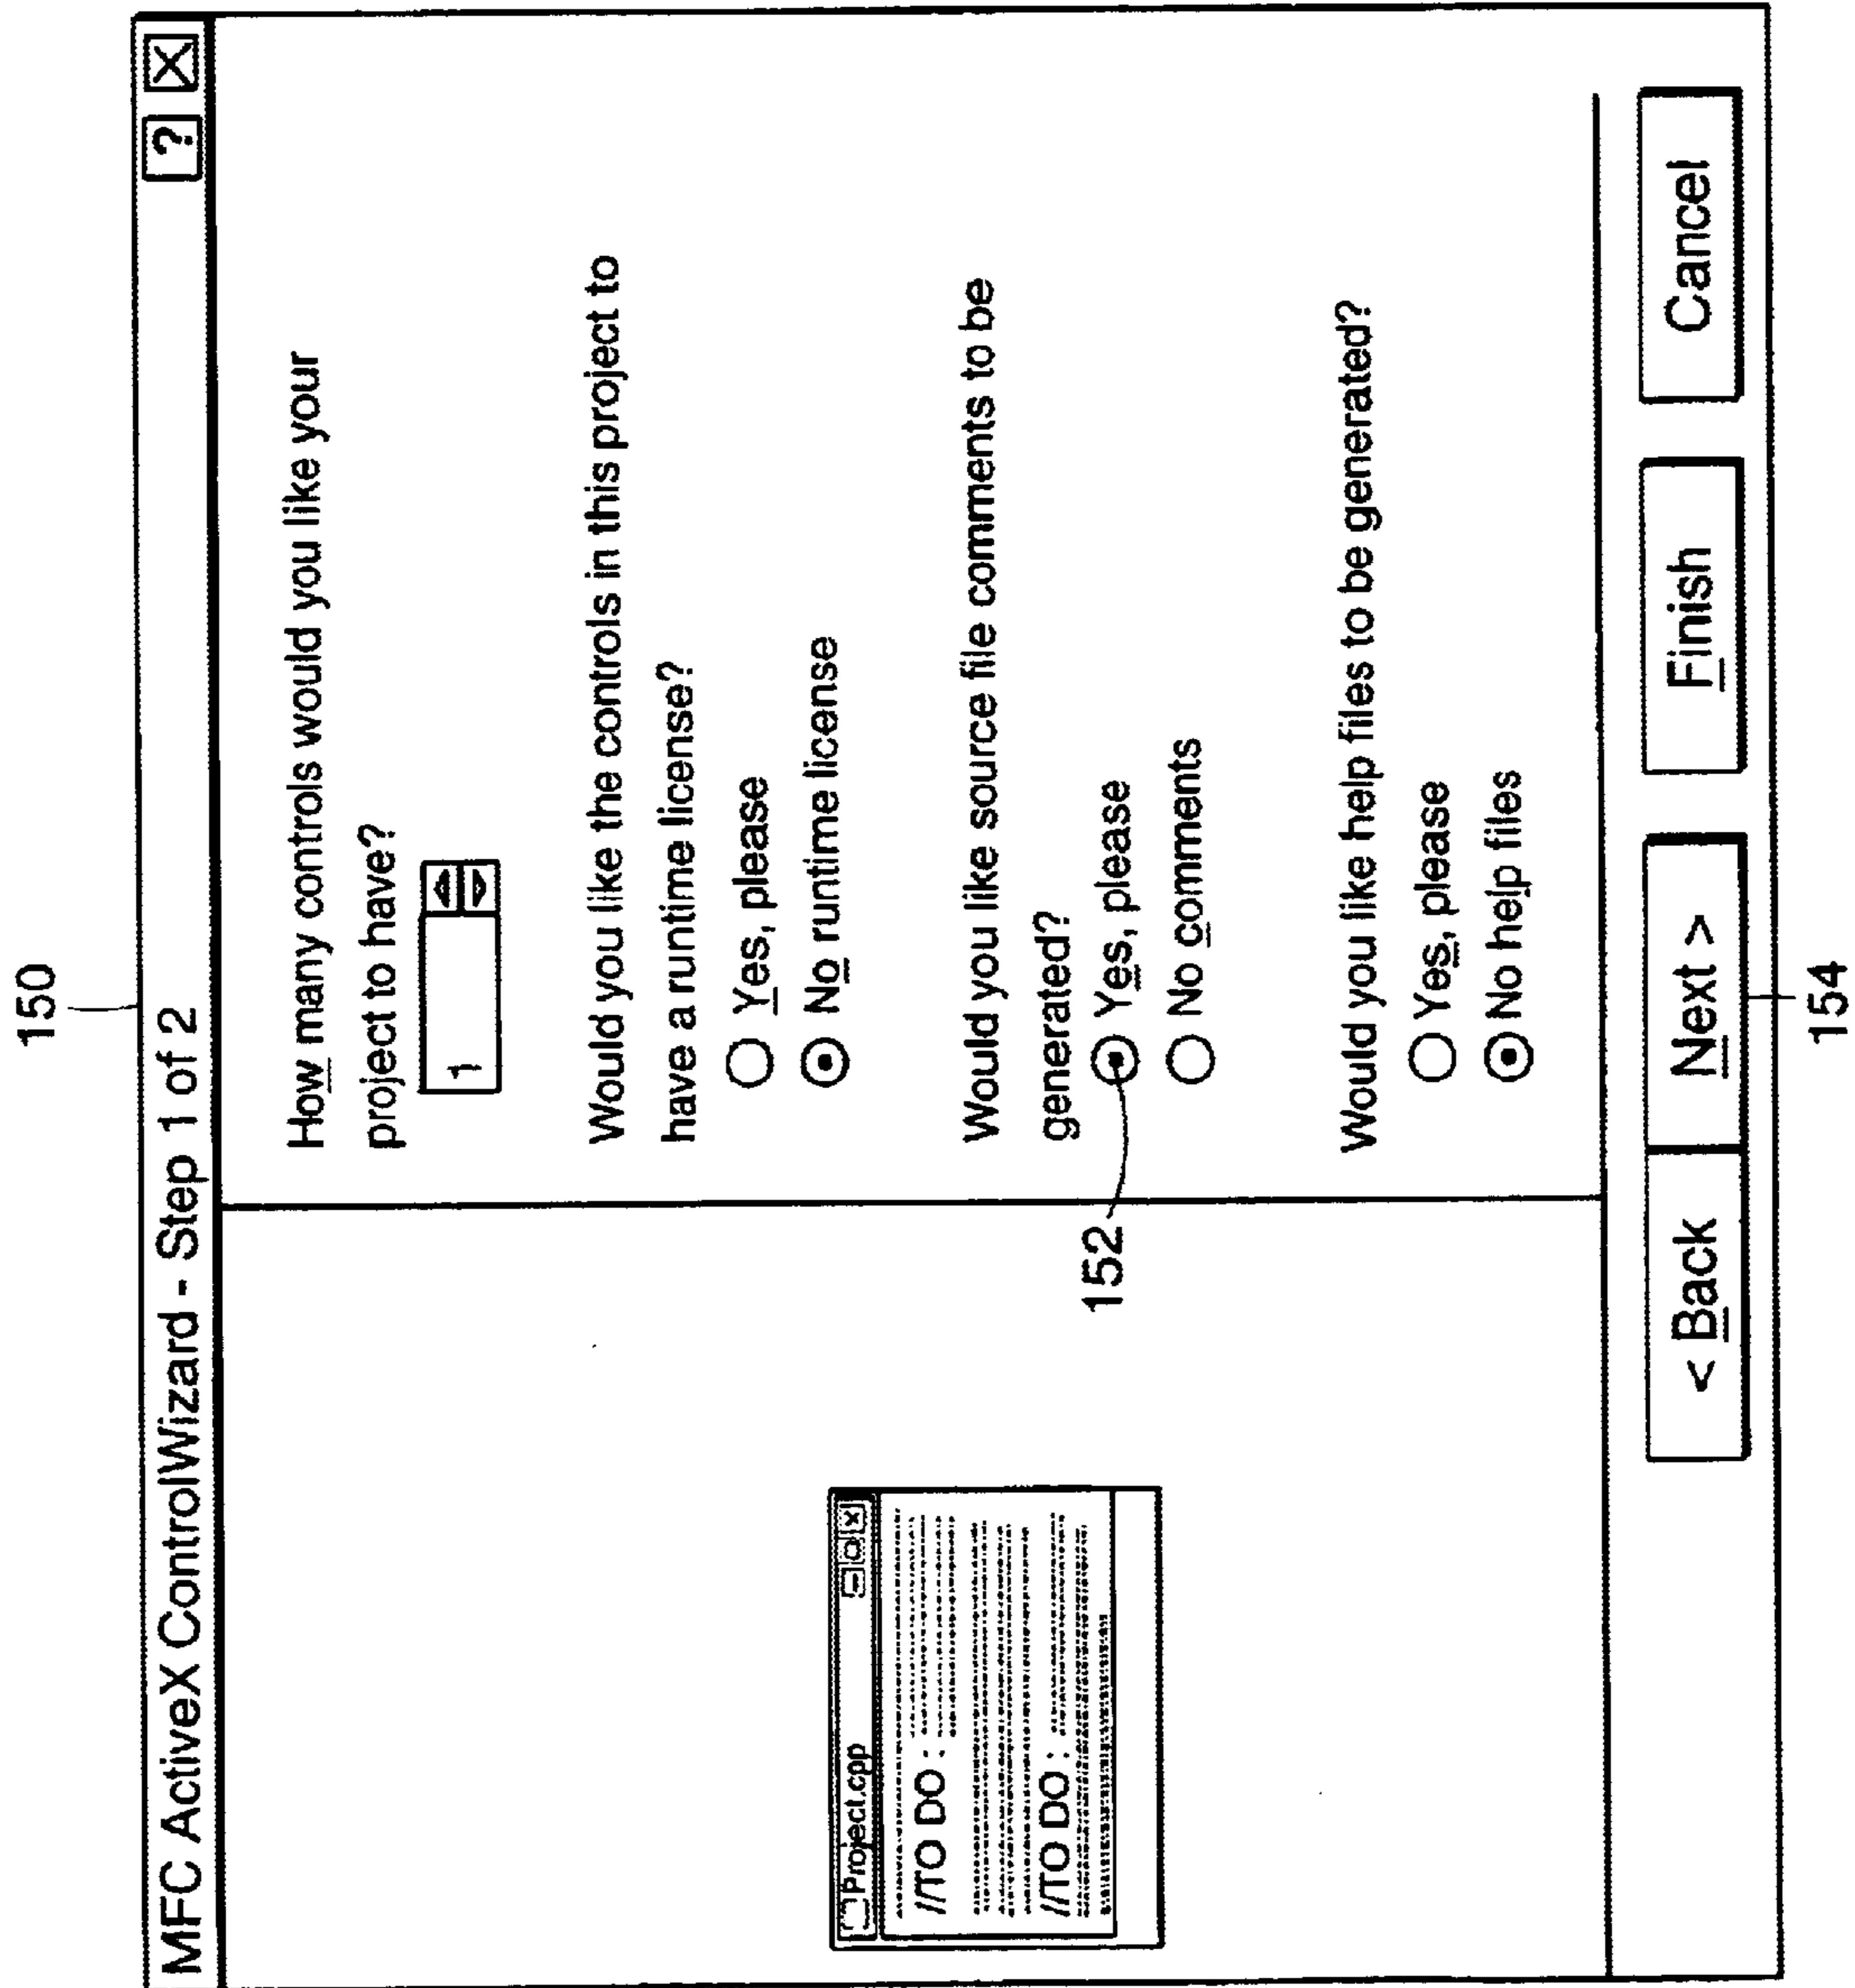 150
MFC ActiveX ControlWizard - Step 1 of 2
?
How many controls would you like your
project to have?
1
Would you like the controls in this project to
have a runtime license?
Yes, please
No runtime license
Would you like source file comments to be
generated?
152
Yes, please
No comments
Would you like help files to be generated?
Yes, please
No help files
Project.cpp
//TO DO :
//TO DO :
< Back
Next >
Finish
Cancel
154